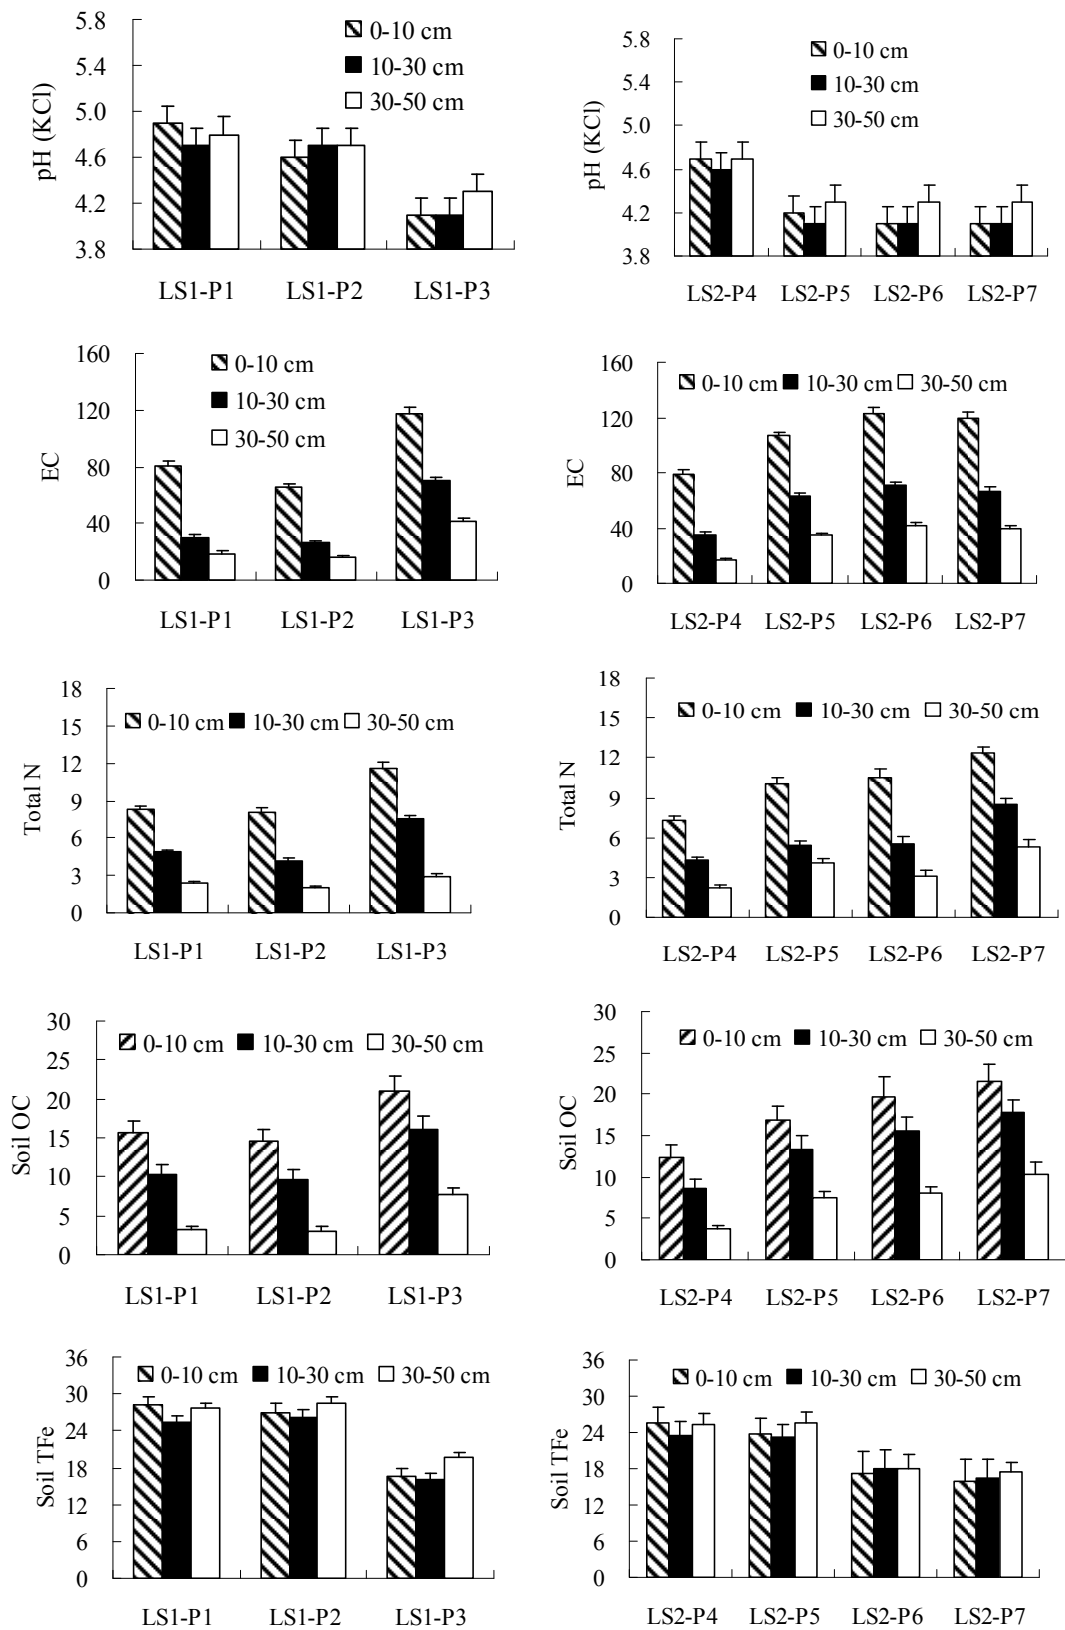 5.8
5.4
5.0
4.6
4.2
3.8
pH (KCl)
0-10 cm
10-30 cm
30-50 cm
LS1-P1 LS1-P2 LS1-P3
5.8
5.4
5.0
4.6
4.2
3.8
pH (KCl)
0-10 cm
10-30 cm
30-50 cm
LS2-P4 LS2-P5 LS2-P6 LS2-P7
160
120
80
40
0
EC
0-10 cm
10-30 cm
30-50 cm
LS1-P1 LS1-P2 LS1-P3
160
120
80
40
0
EC
0-10 cm 10-30 cm 30-50 cm
LS2-P4 LS2-P5 LS2-P6 LS2-P7
18
15
12
9
6
3
0
Total N
0-10 cm 10-30 cm 30-50 cm
LS1-P1 LS1-P2 LS1-P3
18
15
12
9
6
3
0
Total N
0-10 cm 10-30 cm 30-50 cm
LS2-P4 LS2-P5 LS2-P6 LS2-P7
30
25
20
15
10
5
0
Soil OC
0-10 cm 10-30 cm 30-50 cm
LS1-P1 LS1-P2 LS1-P3
30
25
20
15
10
5
0
Soil OC
0-10 cm 10-30 cm 30-50 cm
LS2-P4 LS2-P5 LS2-P6 LS2-P7
36
30
24
18
12
6
0
Soil TFe
0-10 cm 10-30 cm 30-50 cm
LS1-P1 LS1-P2 LS1-P3
36
30
24
18
12
6
0
Soil TFe
0-10 cm 10-30 cm 30-50 cm
LS2-P4 LS2-P5 LS2-P6 LS2-P7